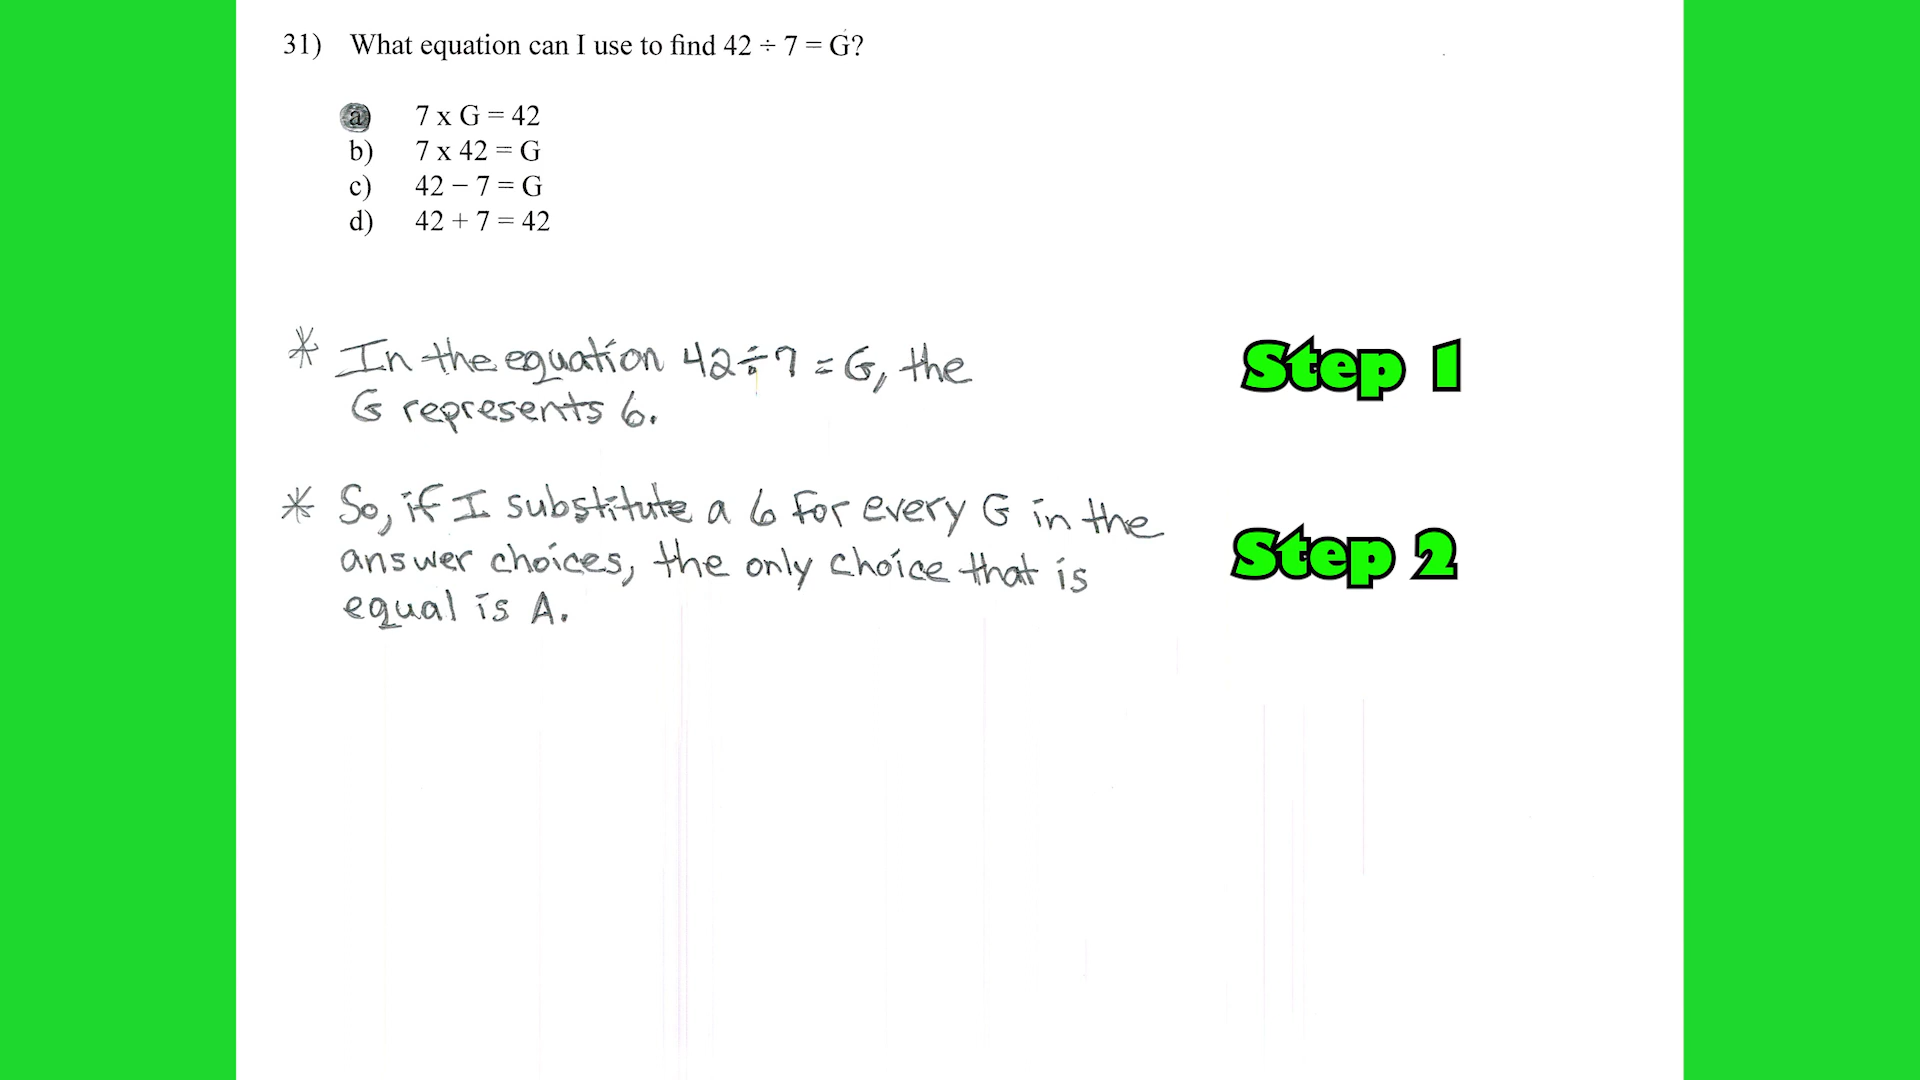 31) What equation can I use to find 42 ÷ 7 = G?
a 7 x G = 42
b) 7 x 42 = G
c) 42 − 7 = G
d) 42 + 7 = 42
* In the equation 42÷7 = G, the
G represents 6.
Step 1
* So, if I substitute a 6 for every G in the
answer choices, the only choice that is
equal is A.
Step 2